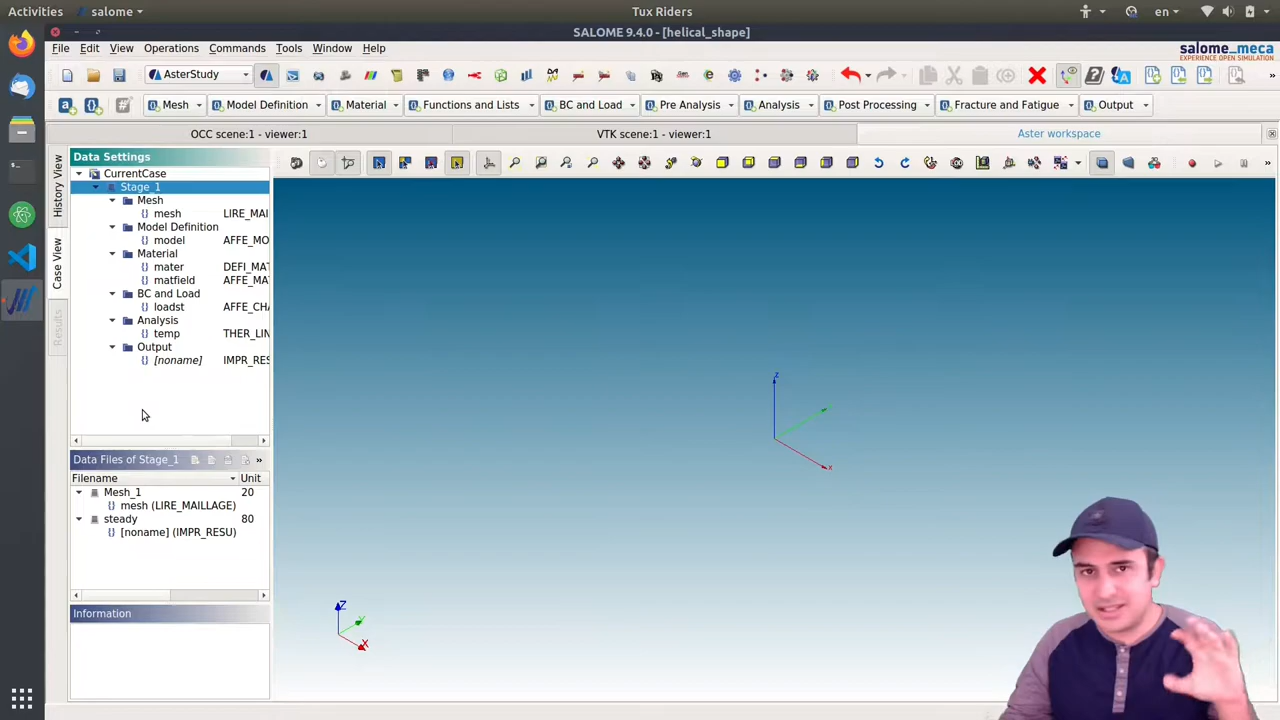 Activities
salome
Tux Riders
en
SALOME 9.4.0 - [helical_shape]
File Edit View Operations Commands Tools Window Help
salome_meca
EXPERIENCE OPEN SIMULATION
AsterStudy
Mesh Model Definition Material Functions and Lists BC and Load Pre Analysis Analysis Post Processing Fracture and Fatigue Output
OCC scene:1 - viewer:1
VTK scene:1 - viewer:1
Aster workspace
History View
Case View
Results
Data Settings
CurrentCase
Stage_1
Mesh
mesh LIRE_MAI
Model Definition
model AFFE_MO
Material
mater DEFI_MAT
matfield AFFE_MA
BC and Load
loadst AFFE_CHA
Analysis
temp THER_LIN
Output
[noname] IMPR_RES
Data Files of Stage_1 »
Filename Unit
Mesh_1 20
mesh (LIRE_MAILLAGE)
steady 80
[noname] (IMPR_RESU)
Information
z
x
Z
Y
X